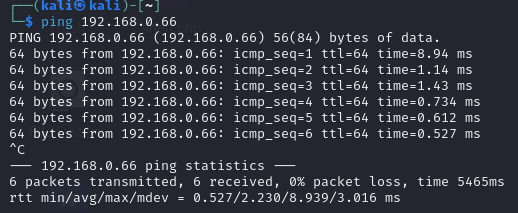 ┌──(kali㉿kali)-[~]
└─$ ping 192.168.0.66
PING 192.168.0.66 (192.168.0.66) 56(84) bytes of data.
64 bytes from 192.168.0.66: icmp_seq=1 ttl=64 time=8.94 ms
64 bytes from 192.168.0.66: icmp_seq=2 ttl=64 time=1.14 ms
64 bytes from 192.168.0.66: icmp_seq=3 ttl=64 time=1.43 ms
64 bytes from 192.168.0.66: icmp_seq=4 ttl=64 time=0.734 ms
64 bytes from 192.168.0.66: icmp_seq=5 ttl=64 time=0.612 ms
64 bytes from 192.168.0.66: icmp_seq=6 ttl=64 time=0.527 ms
^C
--- 192.168.0.66 ping statistics ---
6 packets transmitted, 6 received, 0% packet loss, time 5465ms
rtt min/avg/max/mdev = 0.527/2.230/8.939/3.016 ms